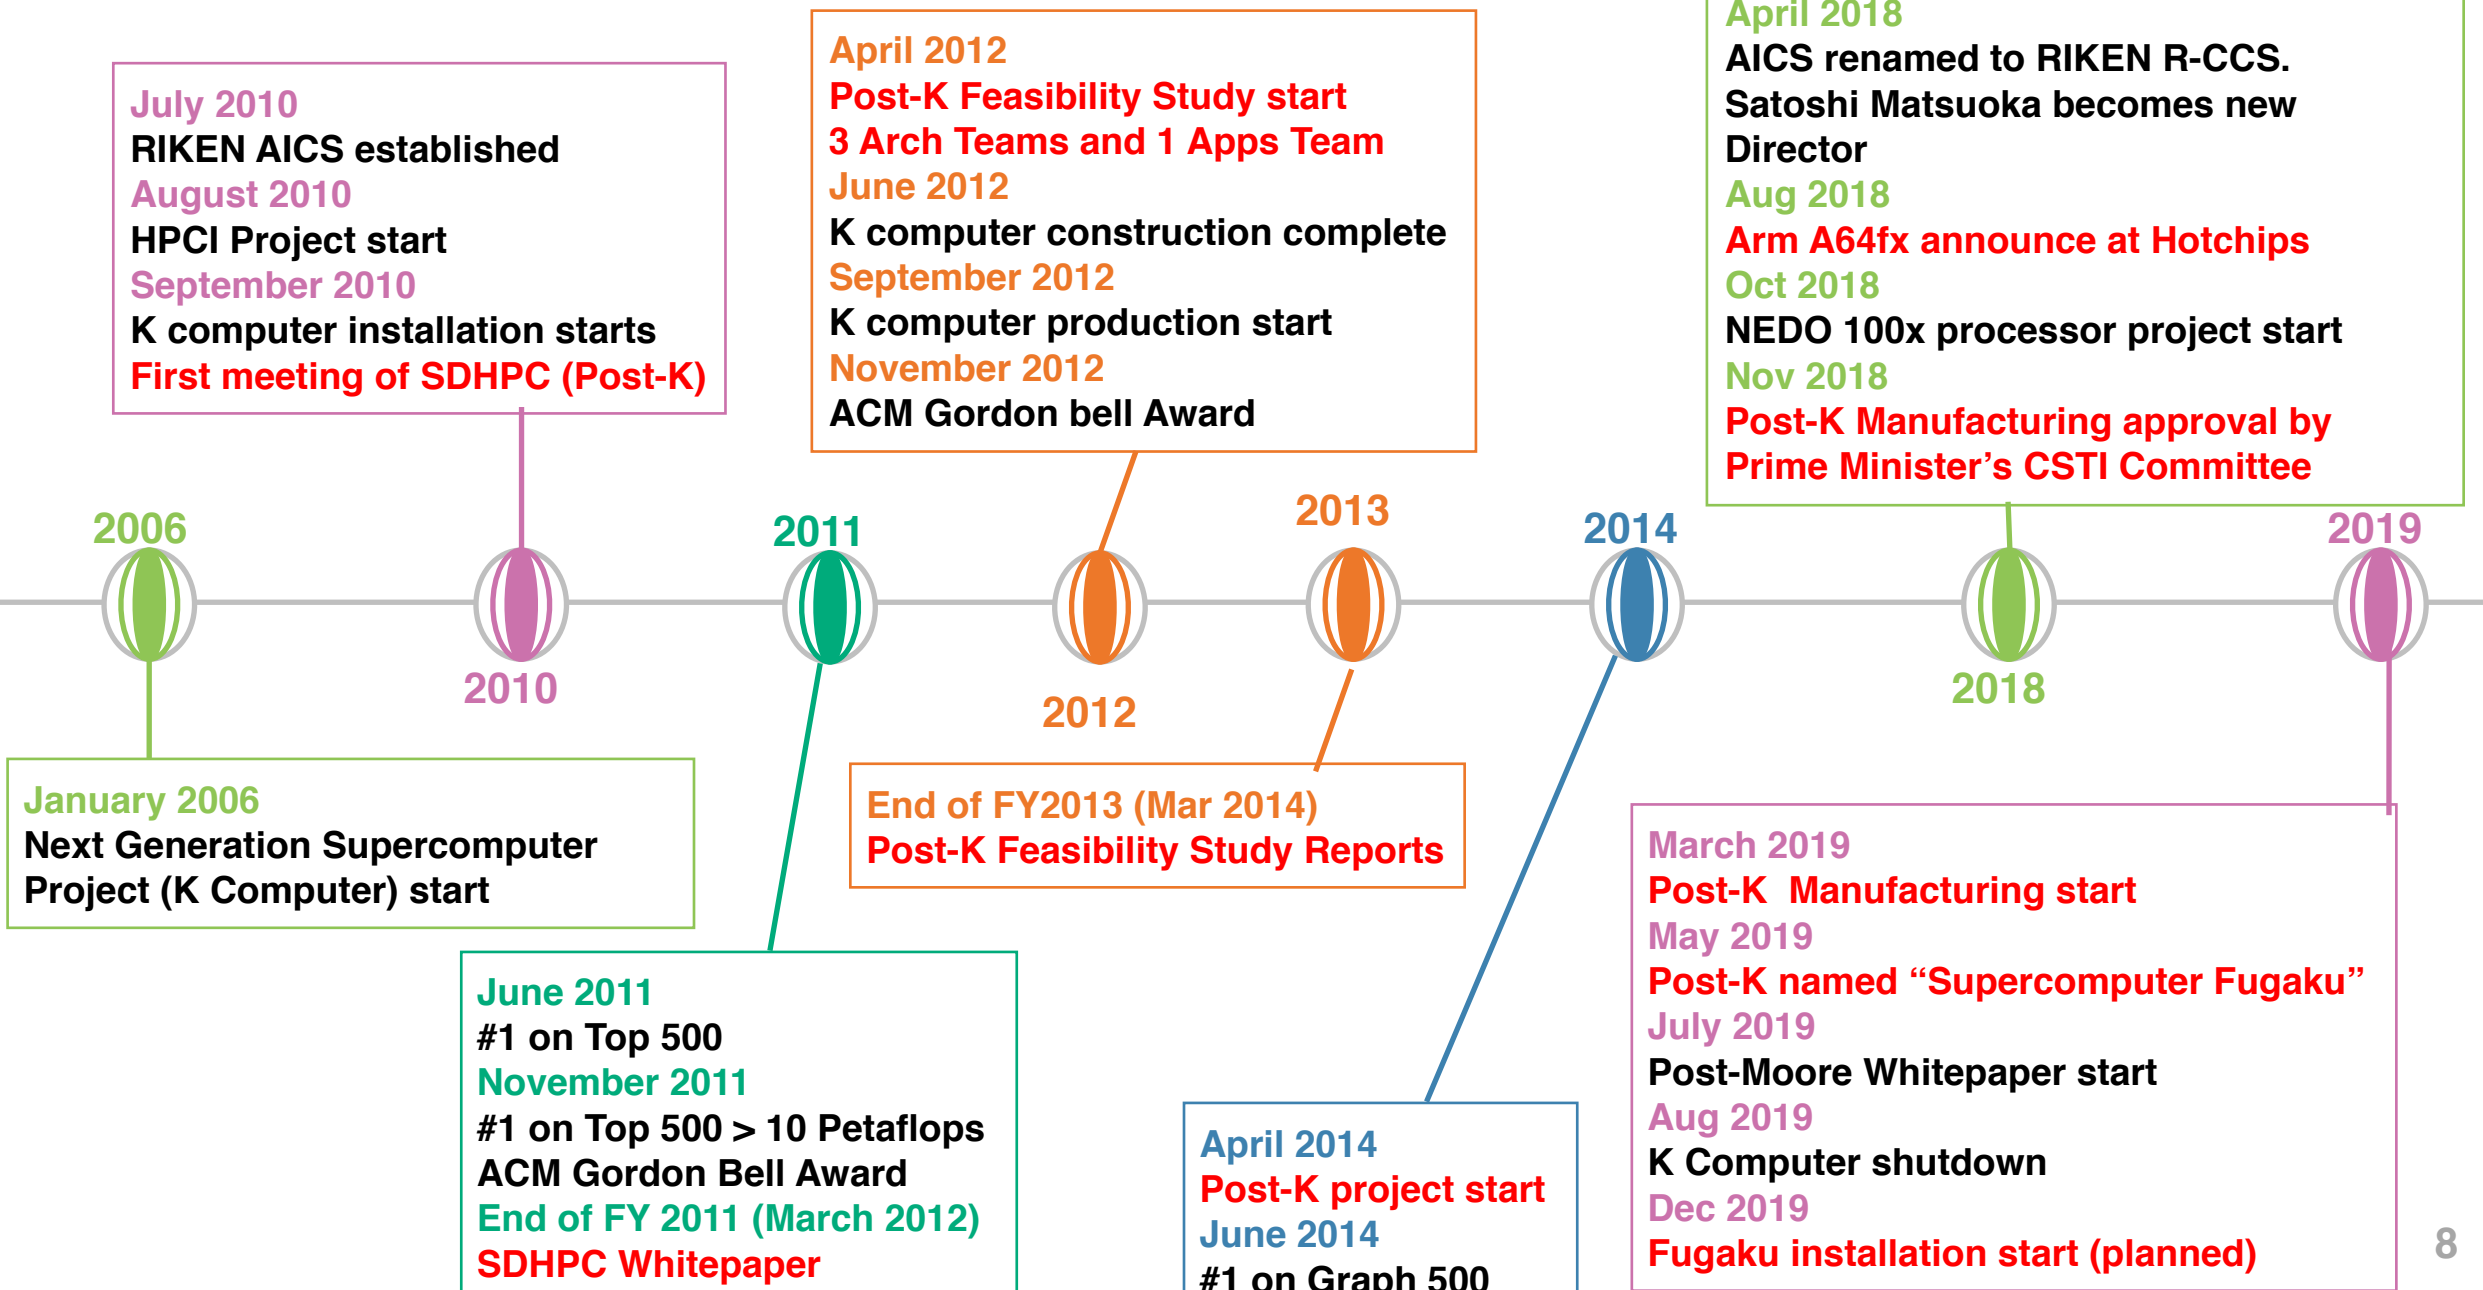 July 2010
RIKEN AICS established
August 2010
HPCI Project start
September 2010
K computer installation starts
First meeting of SDHPC (Post-K)
April 2012
Post-K Feasibility Study start
3 Arch Teams and 1 Apps Team
June 2012
K computer construction complete
September 2012
K computer production start
November 2012
ACM Gordon bell Award
April 2018
AICS renamed to RIKEN R-CCS.
Satoshi Matsuoka becomes new
Director
Aug 2018
Arm A64fx announce at Hotchips
Oct 2018
NEDO 100x processor project start
Nov 2018
Post-K Manufacturing approval by
Prime Minister’s CSTI Committee
2006
2010
2011
2012
2013
2014
2018
2019
January 2006
Next Generation Supercomputer
Project (K Computer) start
June 2011
#1 on Top 500
November 2011
#1 on Top 500 > 10 Petaflops
ACM Gordon Bell Award
End of FY 2011 (March 2012)
SDHPC Whitepaper
End of FY2013 (Mar 2014)
Post-K Feasibility Study Reports
April 2014
Post-K project start
June 2014
#1 on Graph 500
March 2019
Post-K  Manufacturing start
May 2019
Post-K named “Supercomputer Fugaku”
July 2019
Post-Moore Whitepaper start
Aug 2019
K Computer shutdown
Dec 2019
Fugaku installation start (planned)
8